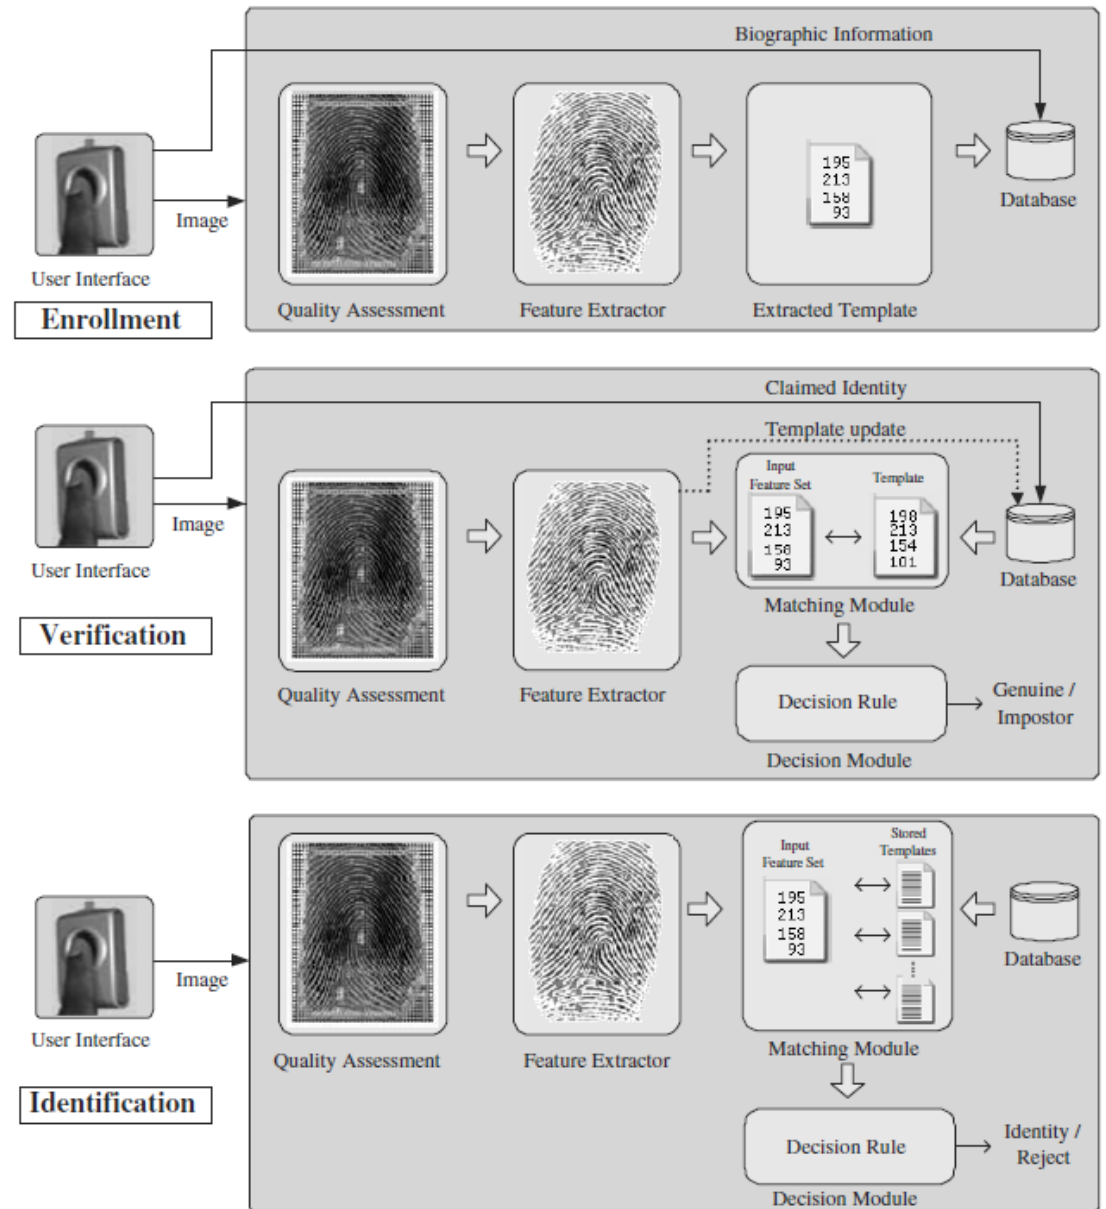 Biographic Information
195
213
158
93
Image
Database
User Interface
Quality Assessment
Feature Extractor
Extracted Template
Enrollment
Claimed Identity
Template update
Input
Feature Set
Template
195
213
158
93
198
213
154
101
Image
User Interface
Database
Matching Module
Verification
Quality Assessment
Feature Extractor
Decision Rule
Genuine /
Impostor
Decision Module
Input
Feature Set
Stored
Templates
195
213
158
93
Image
Database
User Interface
Quality Assessment
Feature Extractor
Matching Module
Identification
Decision Rule
Identity /
Reject
Decision Module